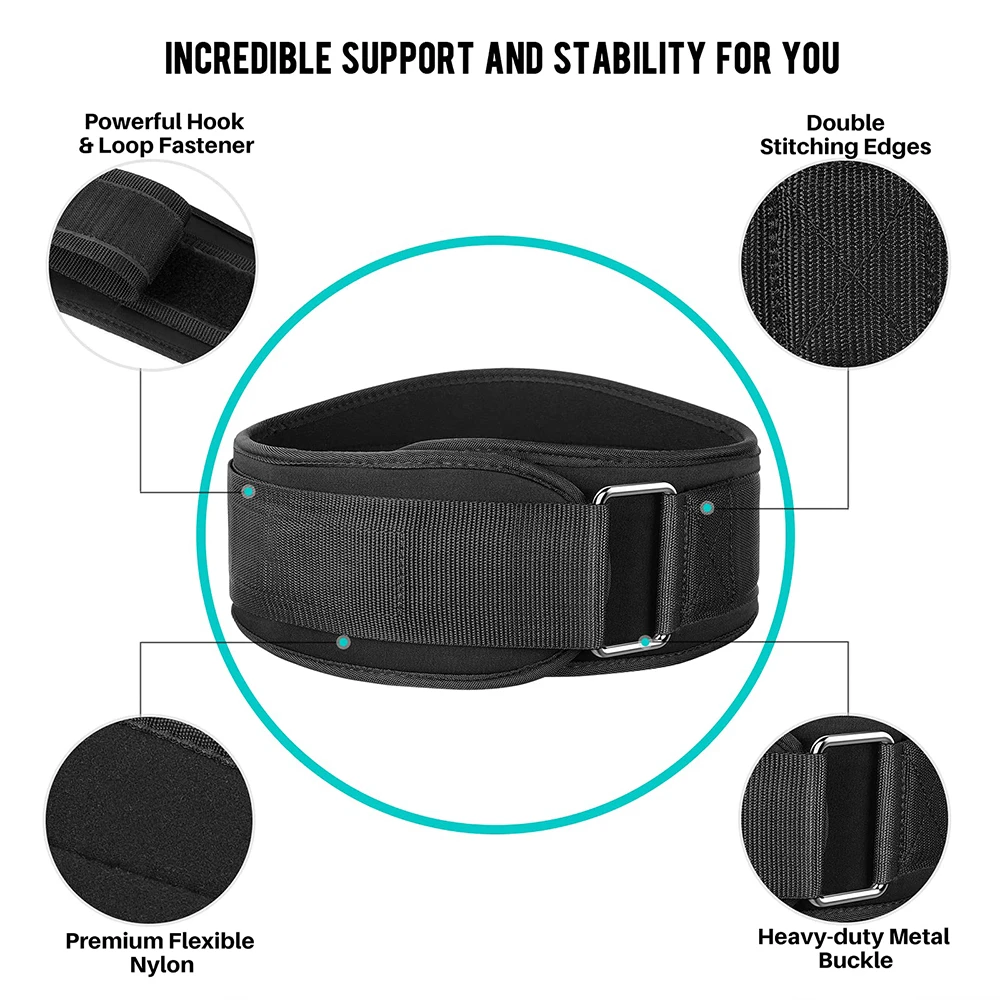 INCREDIBLE SUPPORT AND STABILITY FOR YOU
Powerful Hook
& Loop Fastener
Double
Stitching Edges
Premium Flexible
Nylon
Heavy-duty Metal
Buckle